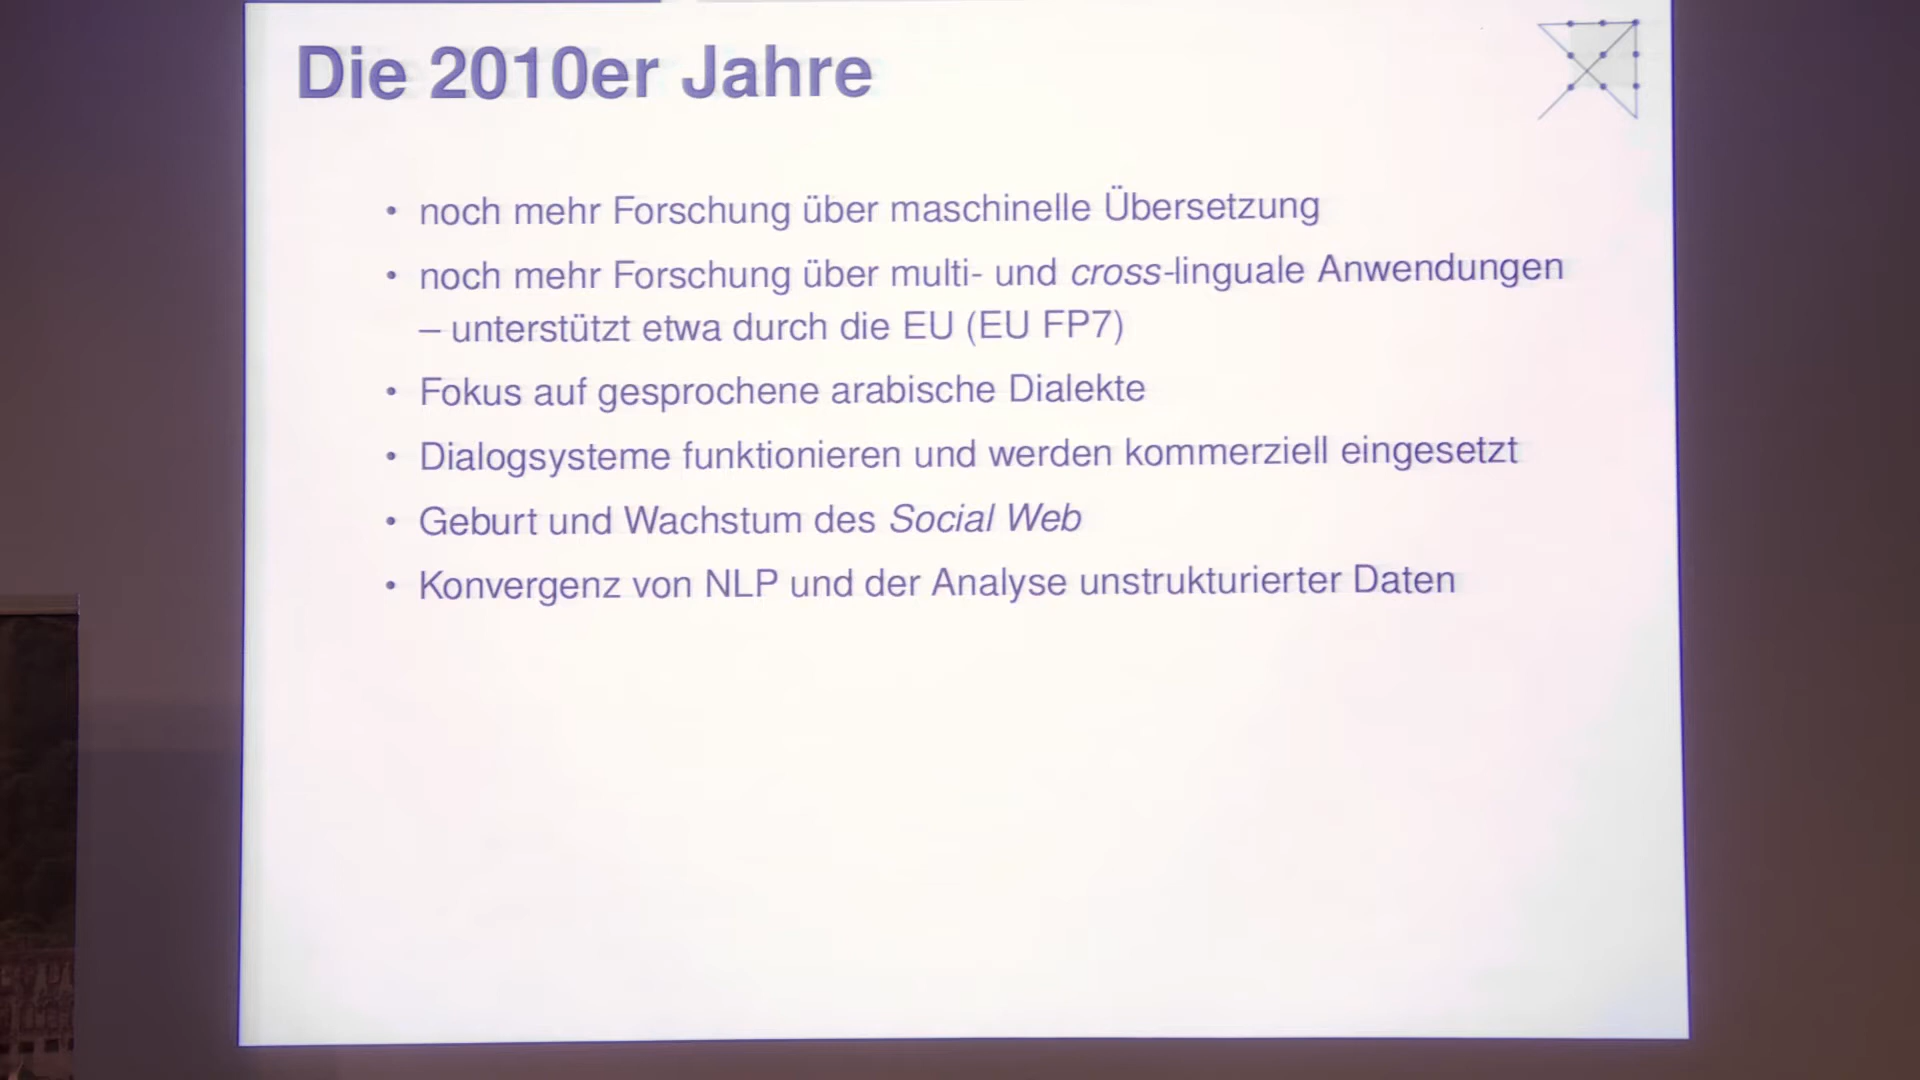 Die 2010er Jahre
• noch mehr Forschung über maschinelle Übersetzung
• noch mehr Forschung über multi- und cross-linguale Anwendungen
– unterstützt etwa durch die EU (EU FP7)
• Fokus auf gesprochene arabische Dialekte
• Dialogsysteme funktionieren und werden kommerziell eingesetzt
• Geburt und Wachstum des Social Web
• Konvergenz von NLP und der Analyse unstrukturierter Daten